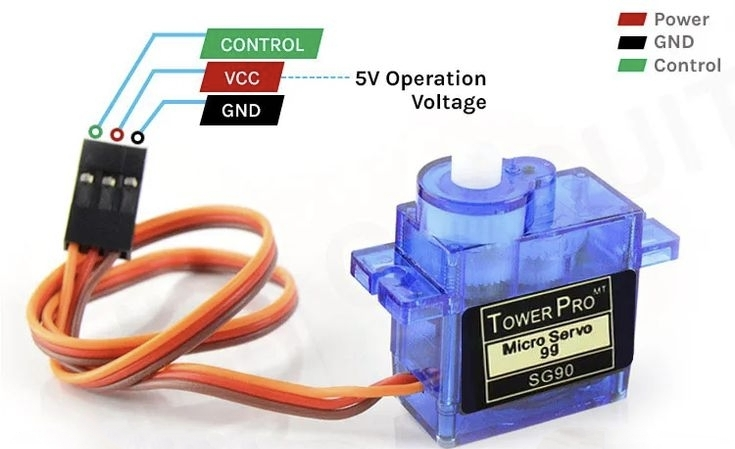 CONTROL
VCC
GND
5V Operation
Voltage
Power
GND
Control
TOWER PRO MT
Micro Servo
9g
SG90